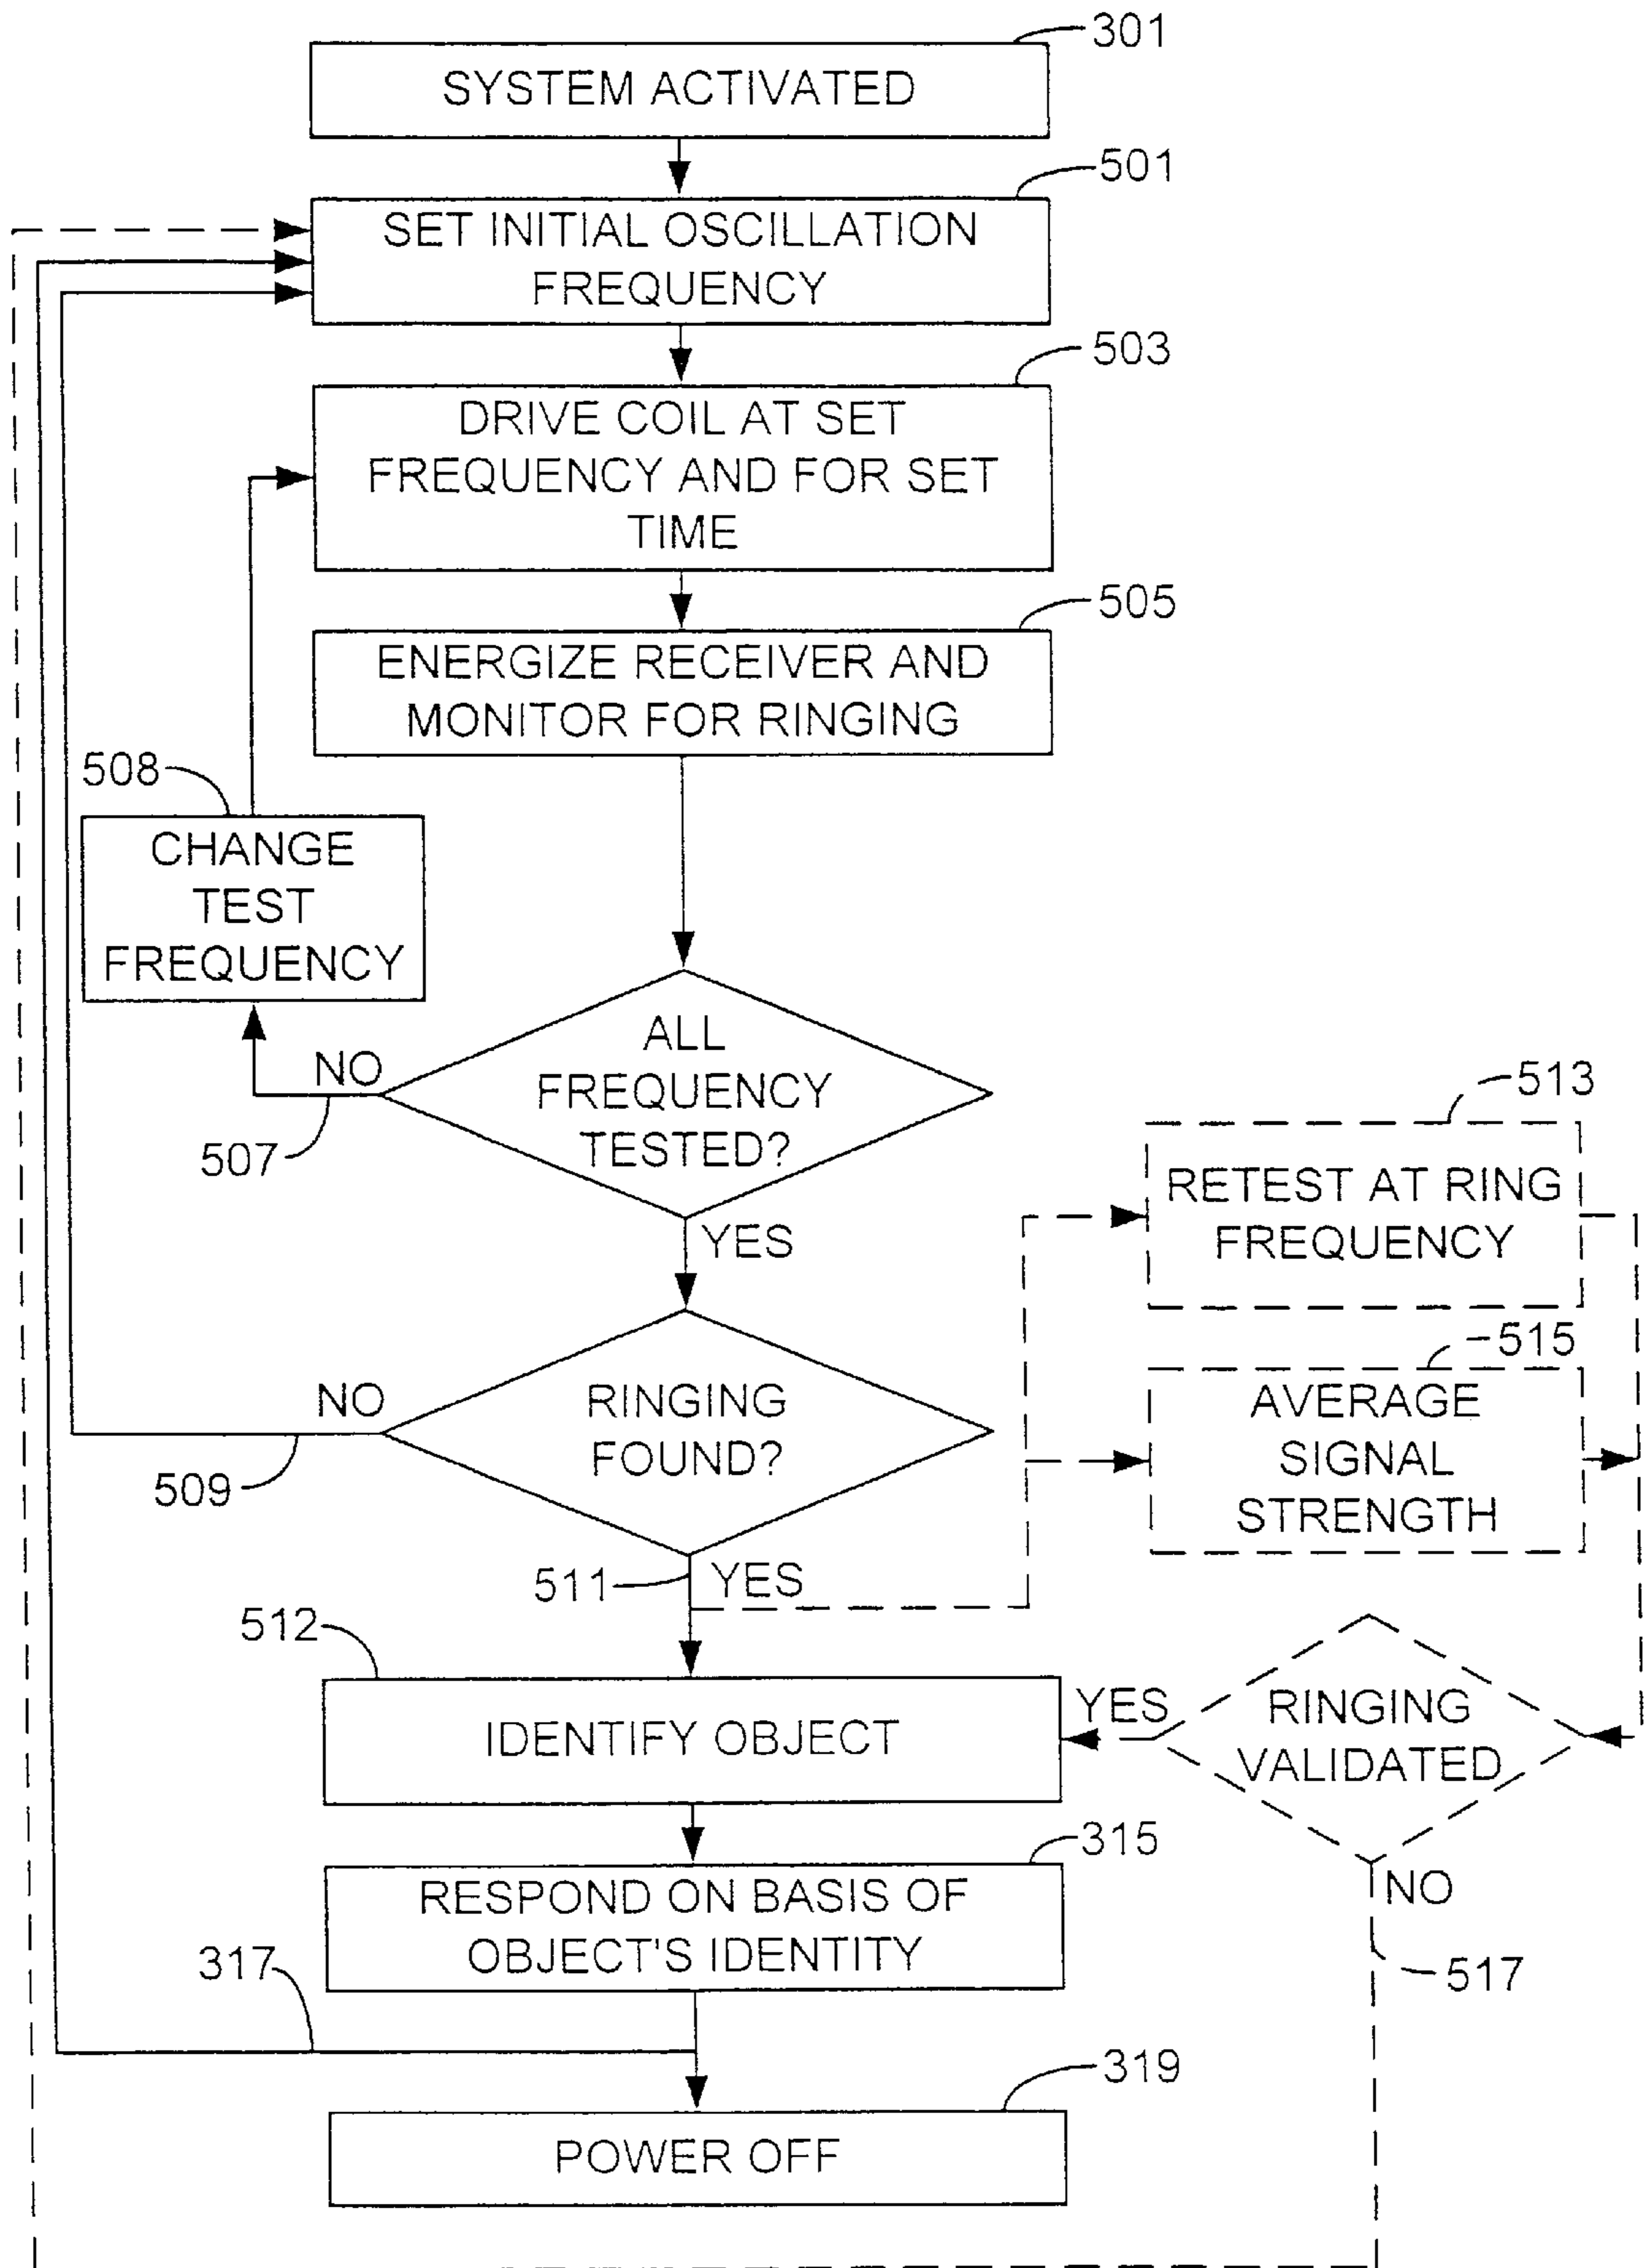 301
SYSTEM ACTIVATED
501
SET INITIAL OSCILLATION
FREQUENCY
503
DRIVE COIL AT SET
FREQUENCY AND FOR SET
TIME
505
ENERGIZE RECEIVER AND
MONITOR FOR RINGING
508
CHANGE
TEST
FREQUENCY
ALL
FREQUENCY
TESTED?
NO
507
YES
513
RETEST AT RING
FREQUENCY
515
AVERAGE
SIGNAL
STRENGTH
RINGING
FOUND?
NO
509
511
YES
512
IDENTIFY OBJECT
YES
RINGING
VALIDATED
NO
517
315
RESPOND ON BASIS OF
OBJECT'S IDENTITY
317
319
POWER OFF